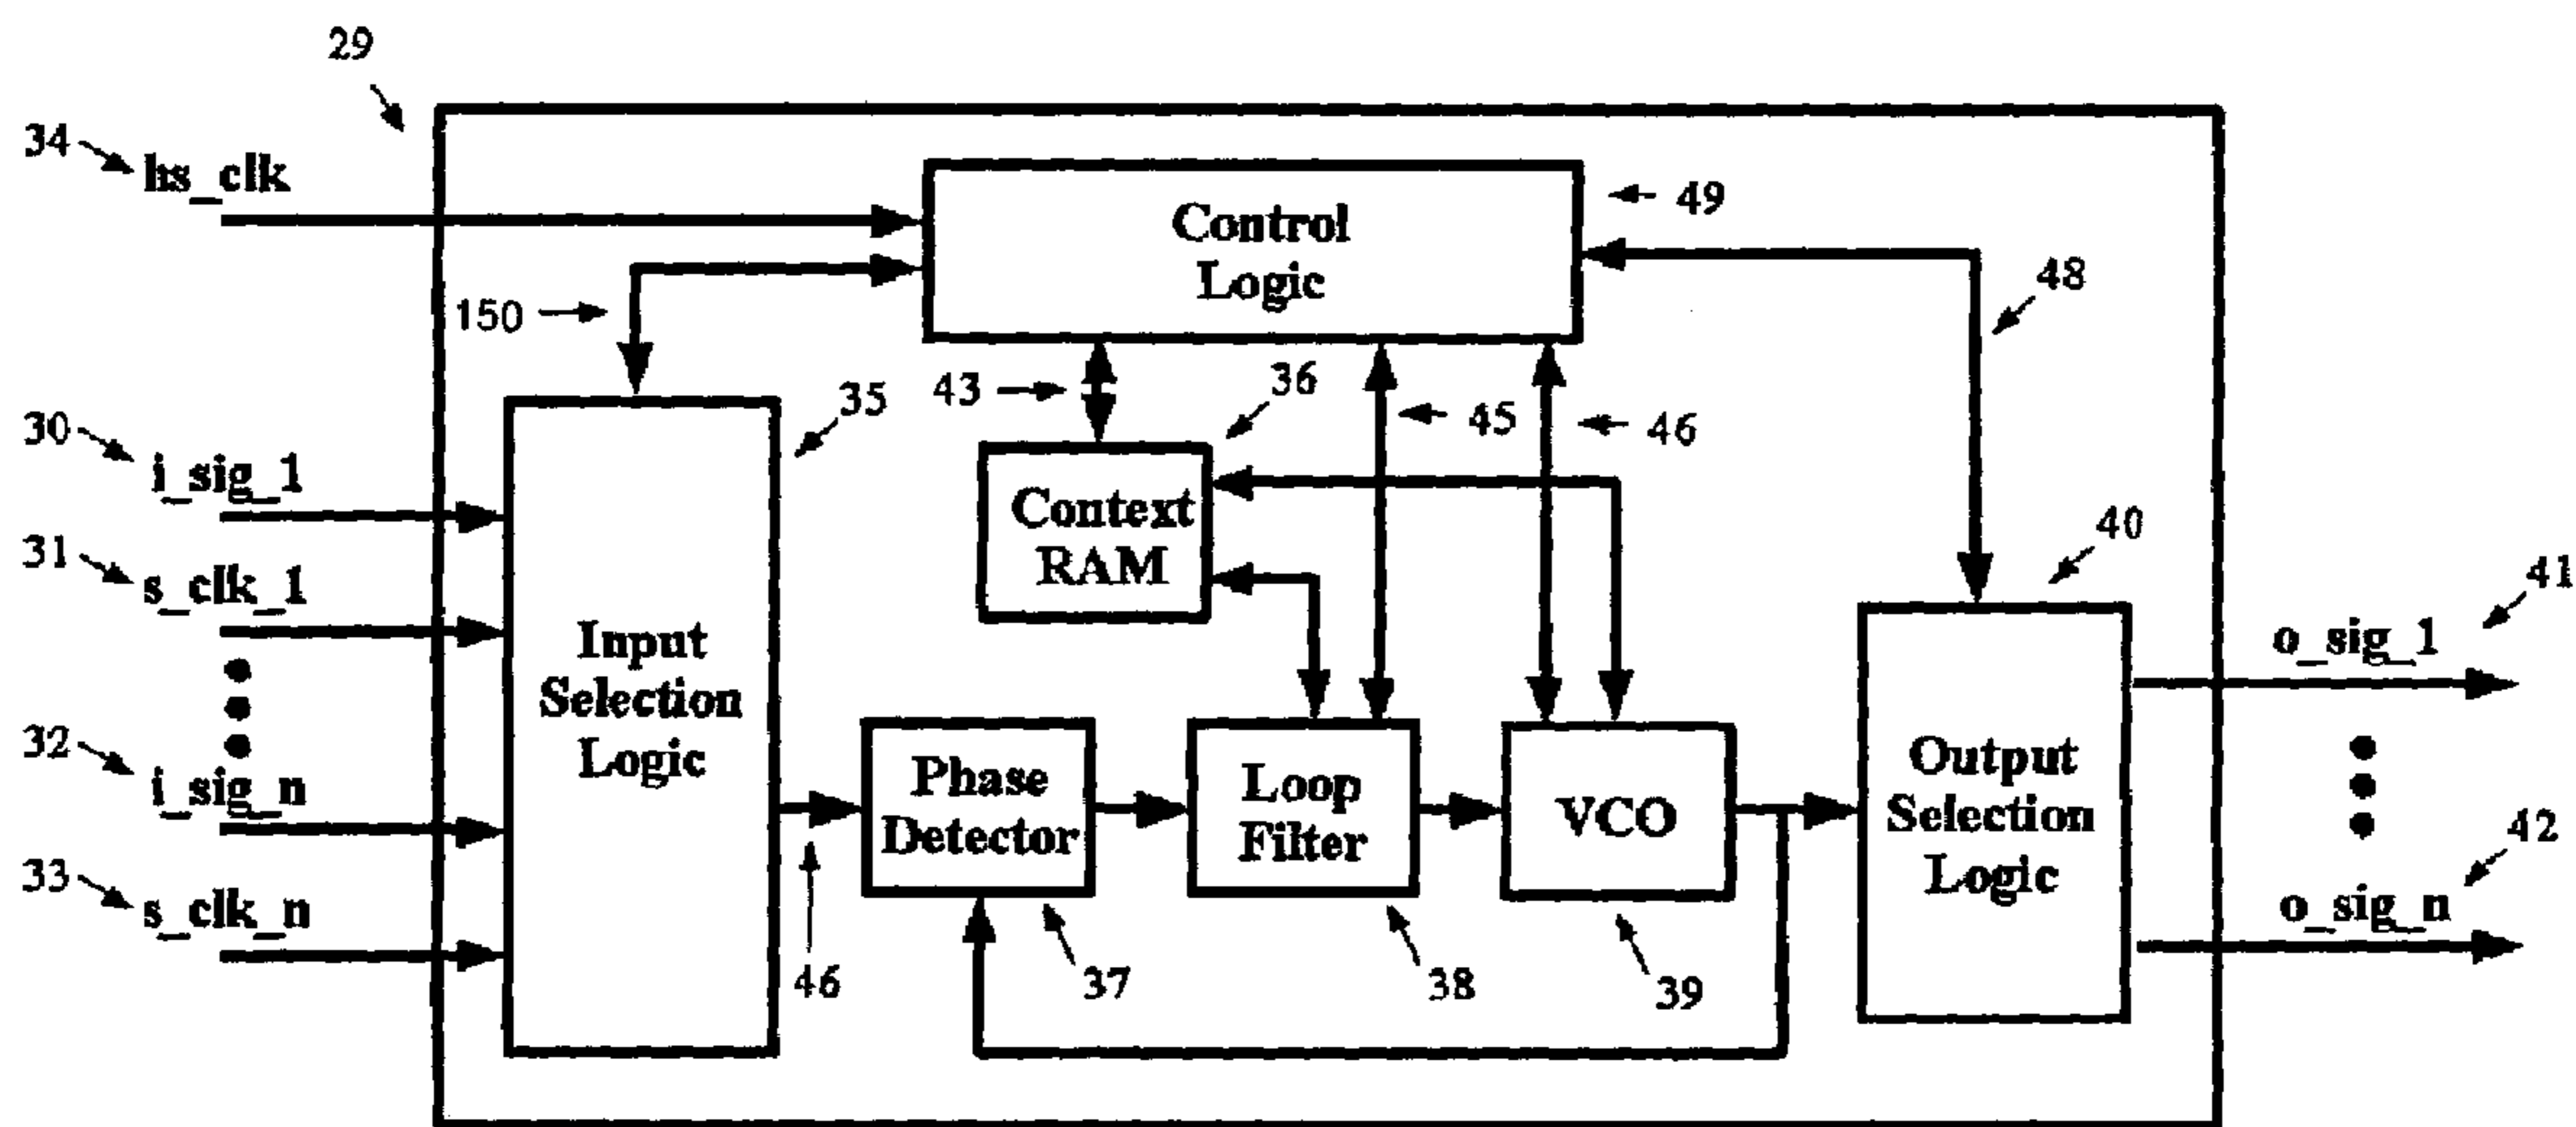 29
34
hs_clk
Control
Logic
49
48
150
43
36
45
46
35
30
i_sig_1
31
s_clk_1
32
i_sig_n
33
s_clk_n
Input
Selection
Logic
Context
RAM
40
41
o_sig_1
Phase
Detector
Loop
Filter
VCO
Output
Selection
Logic
42
o_sig_n
46
37
38
39